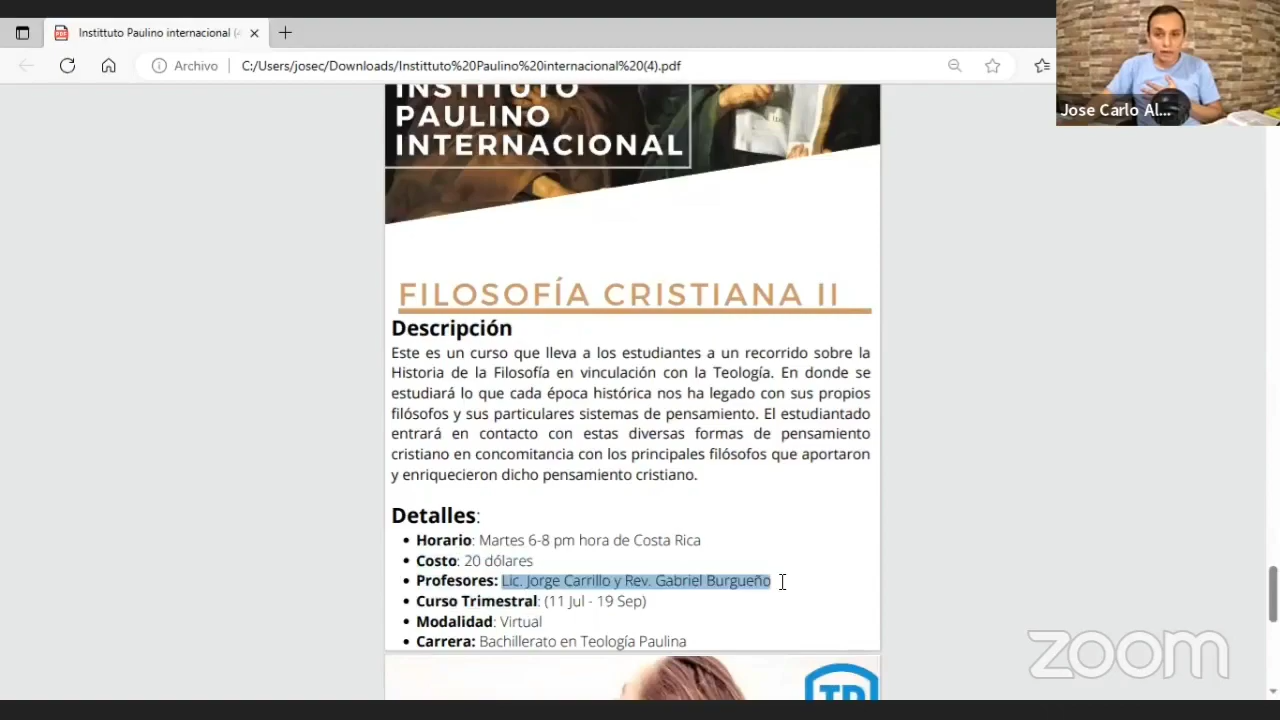 Instittuto Paulino internacional (4
Archivo
C:/Users/josec/Downloads/Instittuto%20Paulino%20internacional%20(4).pdf
Jose Carlo Al...
INSTITUTO
PAULINO
INTERNACIONAL
FILOSOFÍA CRISTIANA II
Descripción
Este es un curso que lleva a los estudiantes a un recorrido sobre la
Historia de la Filosofía en vinculación con la Teología. En donde se
estudiará lo que cada época histórica nos ha legado con sus propios
filósofos y sus particulares sistemas de pensamiento. El estudiantado
entrará en contacto con estas diversas formas de pensamiento
cristiano en concomitancia con los principales filósofos que aportaron
y enriquecieron dicho pensamiento cristiano.
Detalles:
• Horario: Martes 6-8 pm hora de Costa Rica
• Costo: 20 dólares
• Profesores: Lic. Jorge Carrillo y Rev. Gabriel Burgueño
• Curso Trimestral: (11 Jul - 19 Sep)
• Modalidad: Virtual
• Carrera: Bachillerato en Teología Paulina
zoom